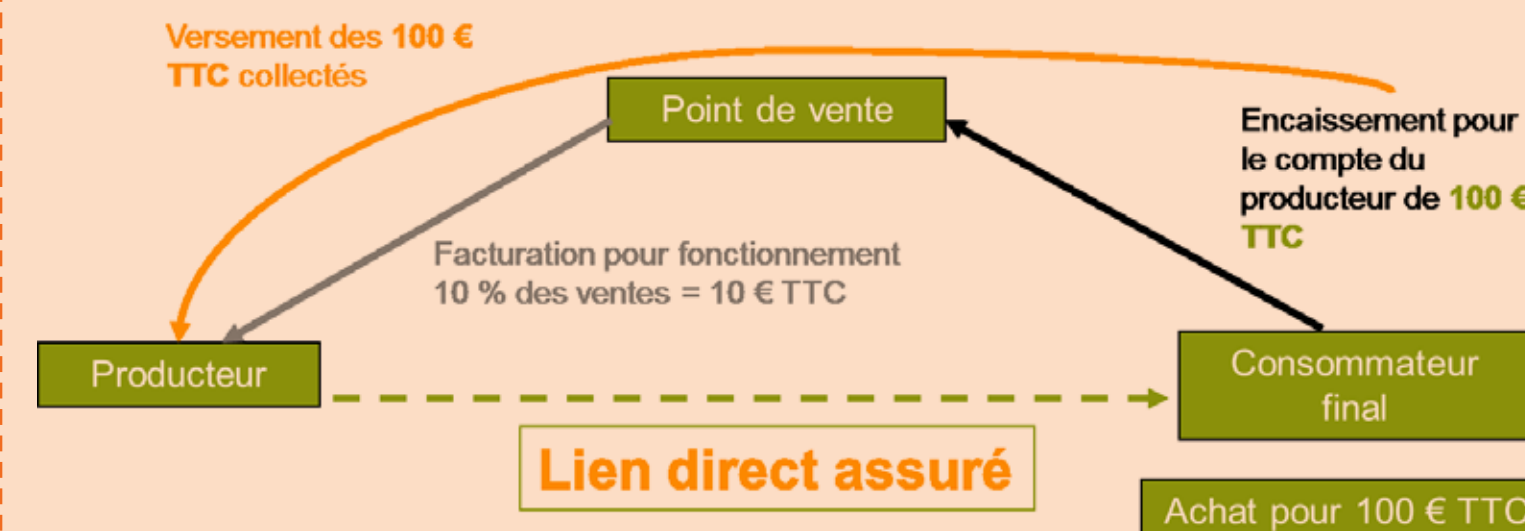 Versement des 100 €
TTC collectés
Point de vente
Encaissement pour
le compte du
producteur de 100 €
TTC
Facturation pour fonctionnement
10 % des ventes = 10 € TTC
Producteur
Consommateur
final
Lien direct assuré
Achat pour 100 € TTC